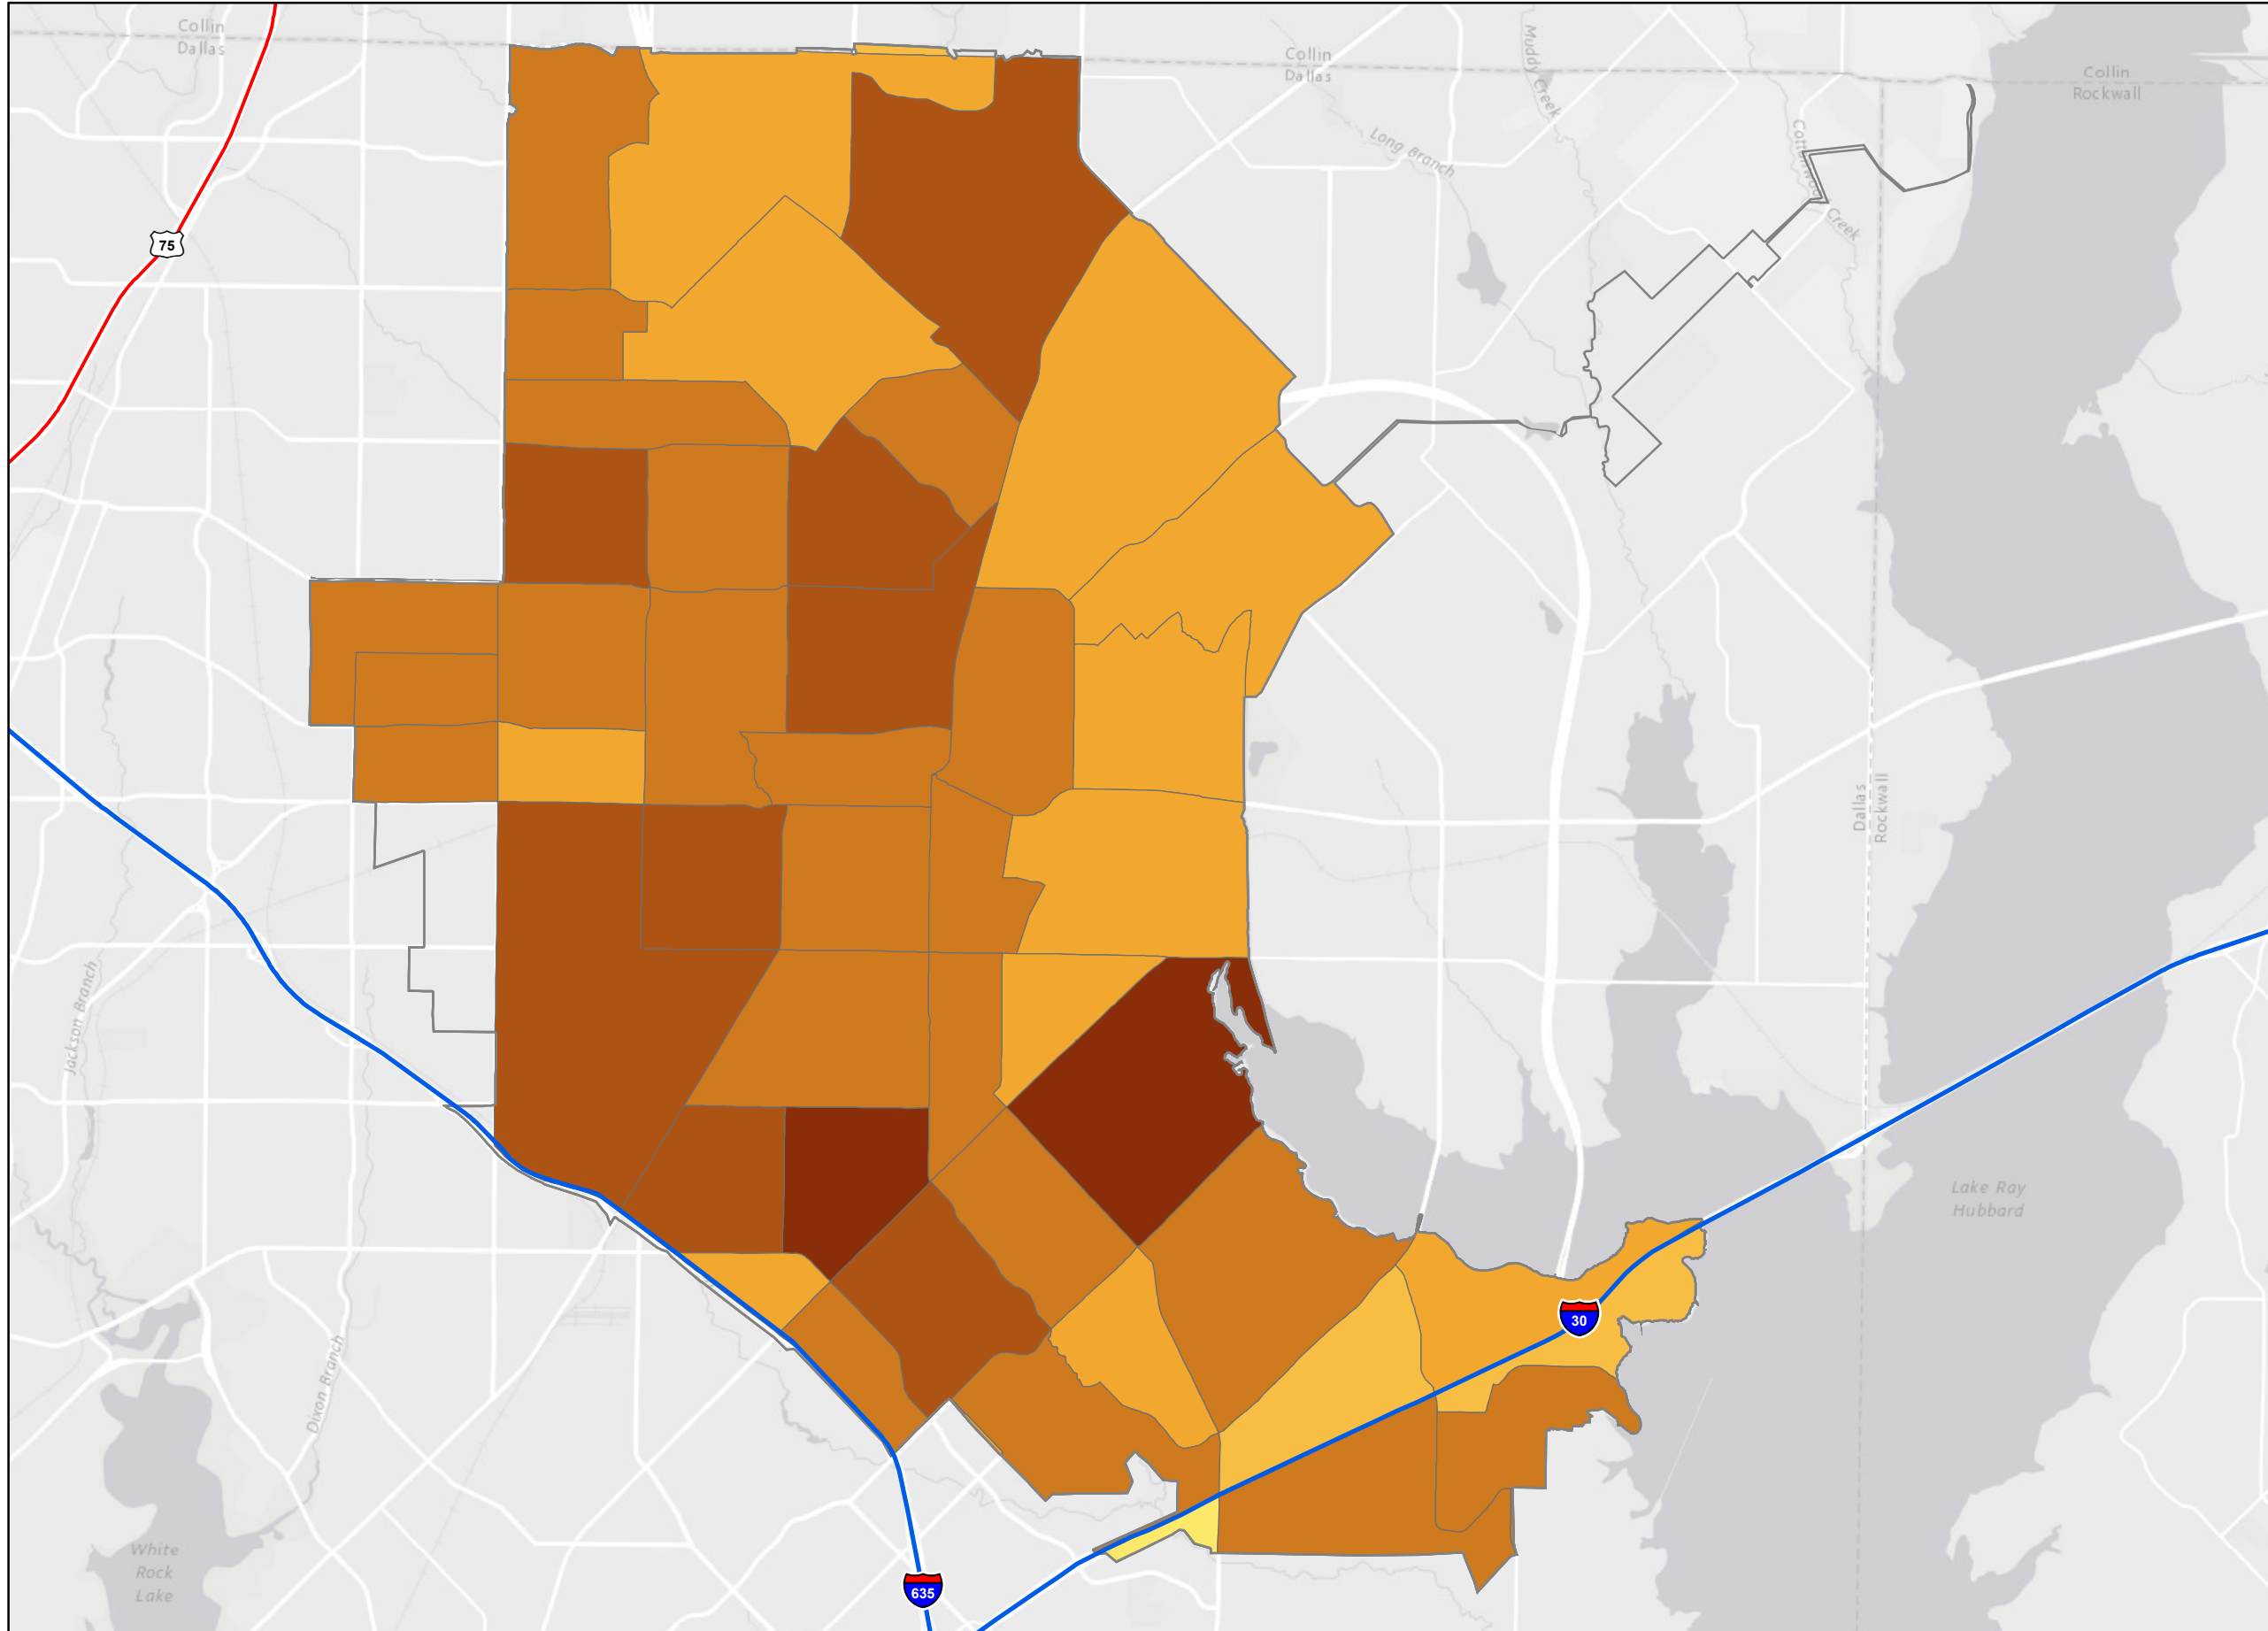 Collin
Dallas
Collin
Dallas
Muddy Creek
Collin
Rockwall
Long Branch
Cottonwood
Creek
75
Dallas
Rockwall
Jackson Branch
Lake Ray
Hubbard
30
Dixon Branch
White
Rock
Lake
635